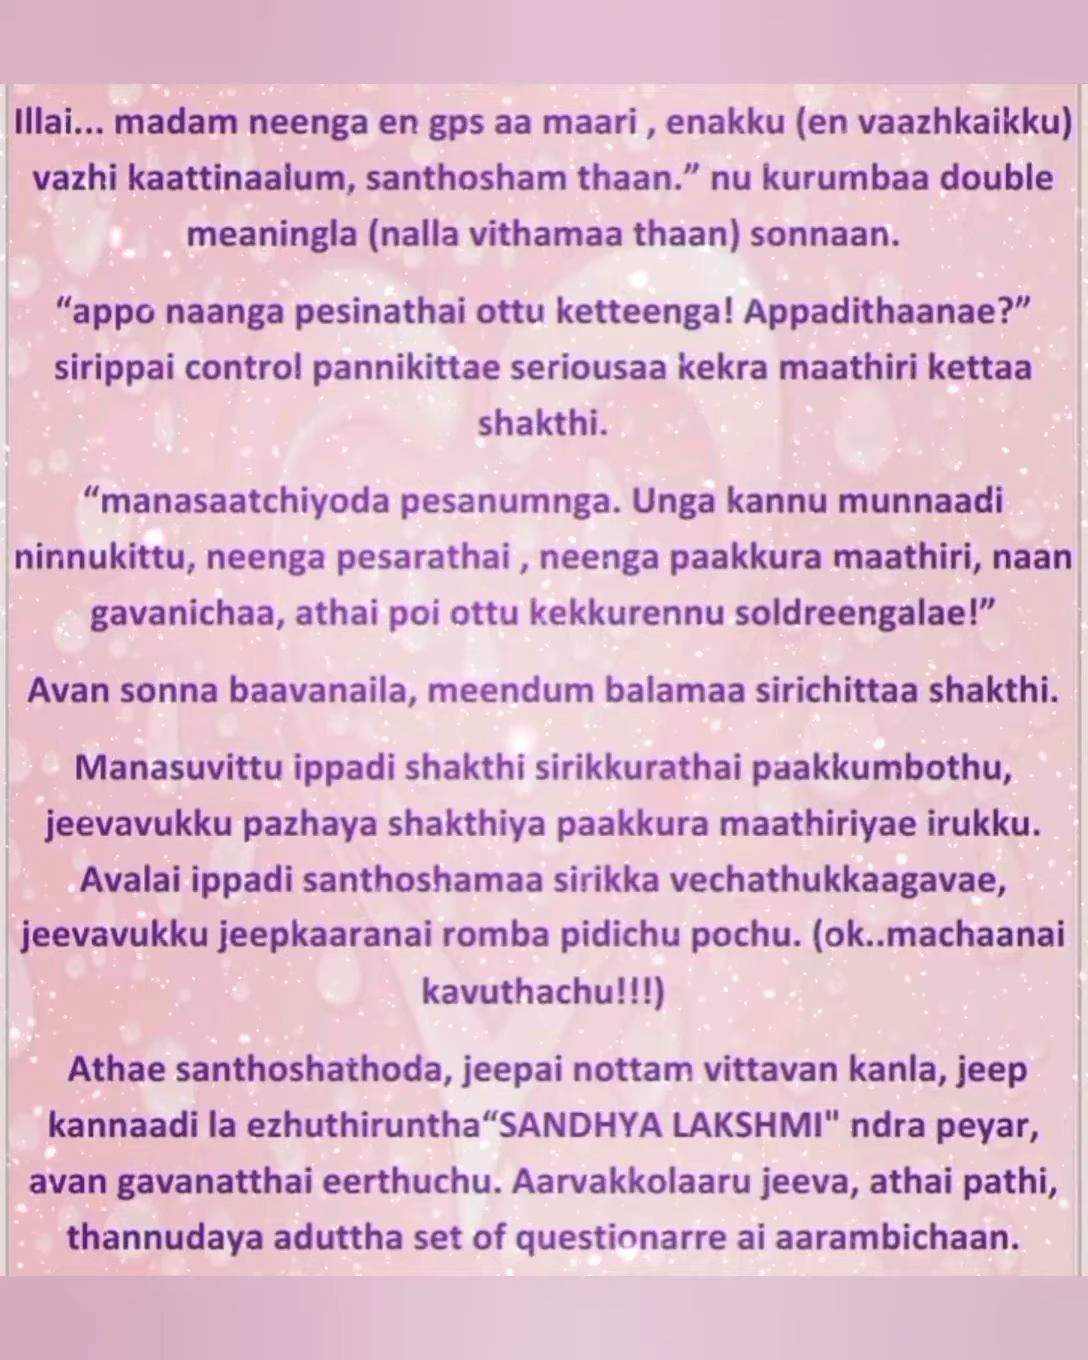 Illai... madam neenga en gps aa maari , enakku (en vaazhkaikku)
vazhi kaattinaalum, santhosham thaan.” nu kurumbaa double
meaningla (nalla vithamaa thaan) sonnaan.
“appo naanga pesinathai ottu ketteenga! Appadithaanae?”
sirippai control pannikittae seriousaa kekra maathiri kettaa
shakthi.
“manasaatchiyoda pesanumnga. Unga kannu munnaadi
ninnukittu, neenga pesarathai , neenga paakkura maathiri, naan
gavanichaa, athai poi ottu kekkurennu soldreengalae!”
Avan sonna baavanaila, meendum balamaa sirichittaa shakthi.
Manasuvittu ippadi shakthi sirikkurathai paakkumbothu,
jeevavukku pazhaya shakthiya paakkura maathiriyae irukku.
Avalai ippadi santhoshamaa sirikka vechathukkaagavae,
jeevavukku jeepkaaranai romba pidichu pochu. (ok..machaanai
kavuthachu!!!)
Athae santhoshathoda, jeepai nottam vittavan kanla, jeep
kannaadi la ezhuthiruntha“SANDHYA LAKSHMI" ndra peyar,
avan gavanatthai eerthuchu. Aarvakkolaaru jeeva, athai pathi,
thannudaya aduttha set of questionarre ai aarambichaan.